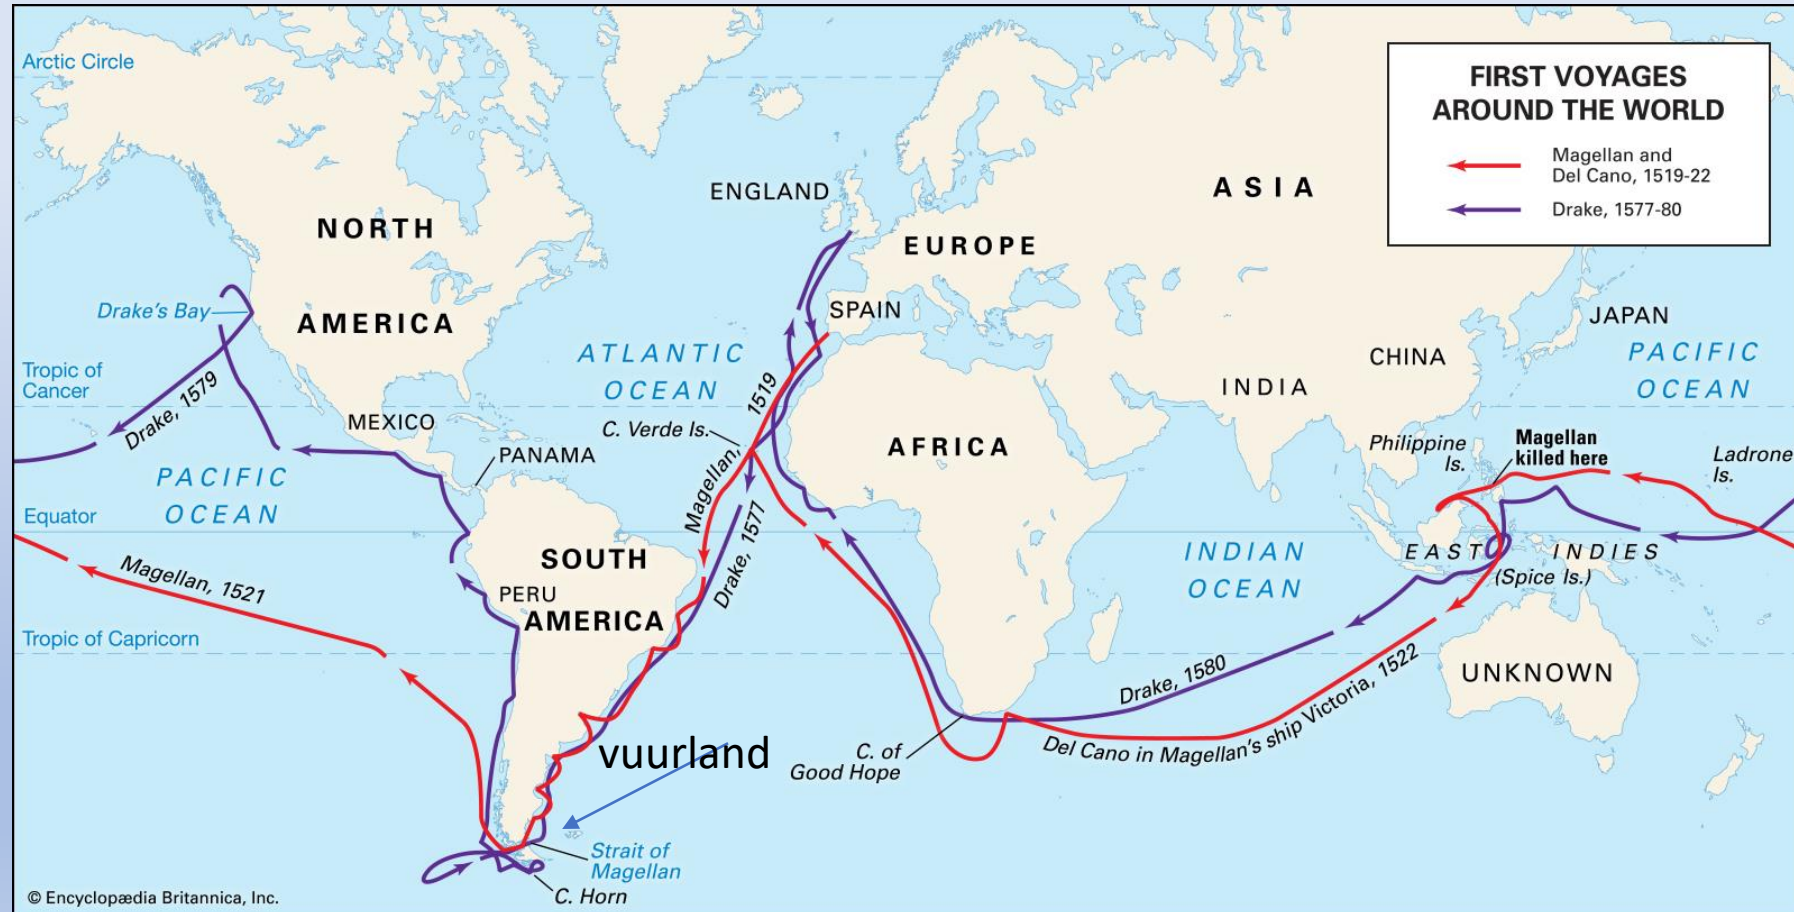 FIRST VOYAGES
AROUND THE WORLD
Magellan and
Del Cano, 1519-22
Drake, 1577-80
Arctic Circle
ENGLAND
ASIA
NORTH
EUROPE
Drake's Bay
AMERICA
SPAIN
JAPAN
ATLANTIC
OCEAN
CHINA
PACIFIC
OCEAN
Tropic of
Cancer
INDIA
Drake, 1579
1519
MEXICO
C. Verde Is.
AFRICA
Philippine
Is.
Magellan
killed here
Ladrone
Is.
PANAMA
PACIFIC
OCEAN
Magellan,
Equator
Drake, 1577
SOUTH
AMERICA
INDIAN
OCEAN
EAST INDIES
(Spice Is.)
Magellan, 1521
PERU
Tropic of Capricorn
UNKNOWN
Drake, 1580
Del Cano in Magellan's ship Victoria, 1522
vuurland
C. of
Good Hope
Strait of
Magellan
C. Horn
© Encyclopædia Britannica, Inc.